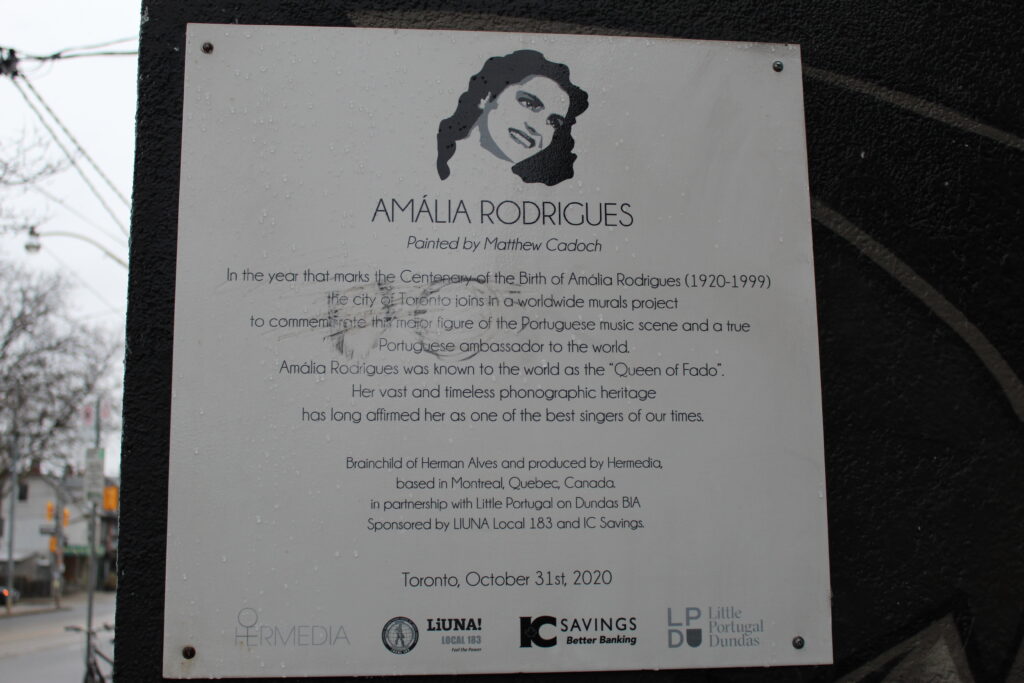 AMÁLIA RODRIGUES
Painted by Matthew Cadoch
In the year that marks the Centenary of the Birth of Amália Rodrigues (1920-1999)
the city of Toronto joins in a worldwide murals project
to commemorate this major figure of the Portuguese music scene and a true
Portuguese ambassador to the world.
Amália Rodrigues was known to the world as the "Queen of Fado".
Her vast and timeless phonographic heritage
has long affirmed her as one of the best singers of our times.
Brainchild of Herman Alves and produced by Hermedia,
based in Montreal, Quebec, Canada.
in partnership with Little Portugal on Dundas BIA
Sponsored by LIUNA Local 183 and IC Savings.
Toronto, October 31st, 2020
HERMEDIA
LiUNA!
LOCAL 183
Feel the Power
IC SAVINGS
Better Banking
LP
DU
Little
Portugal
Dundas